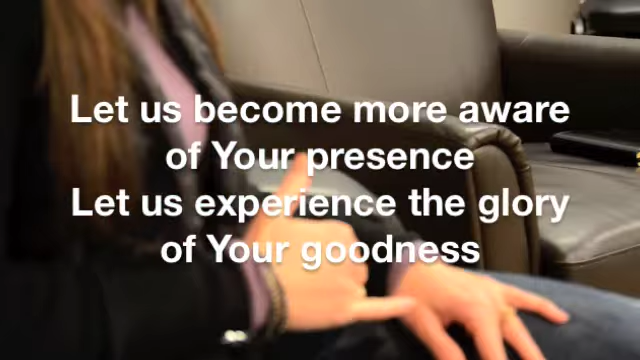 Let us become more aware
of Your presence
Let us experience the glory
of Your goodness